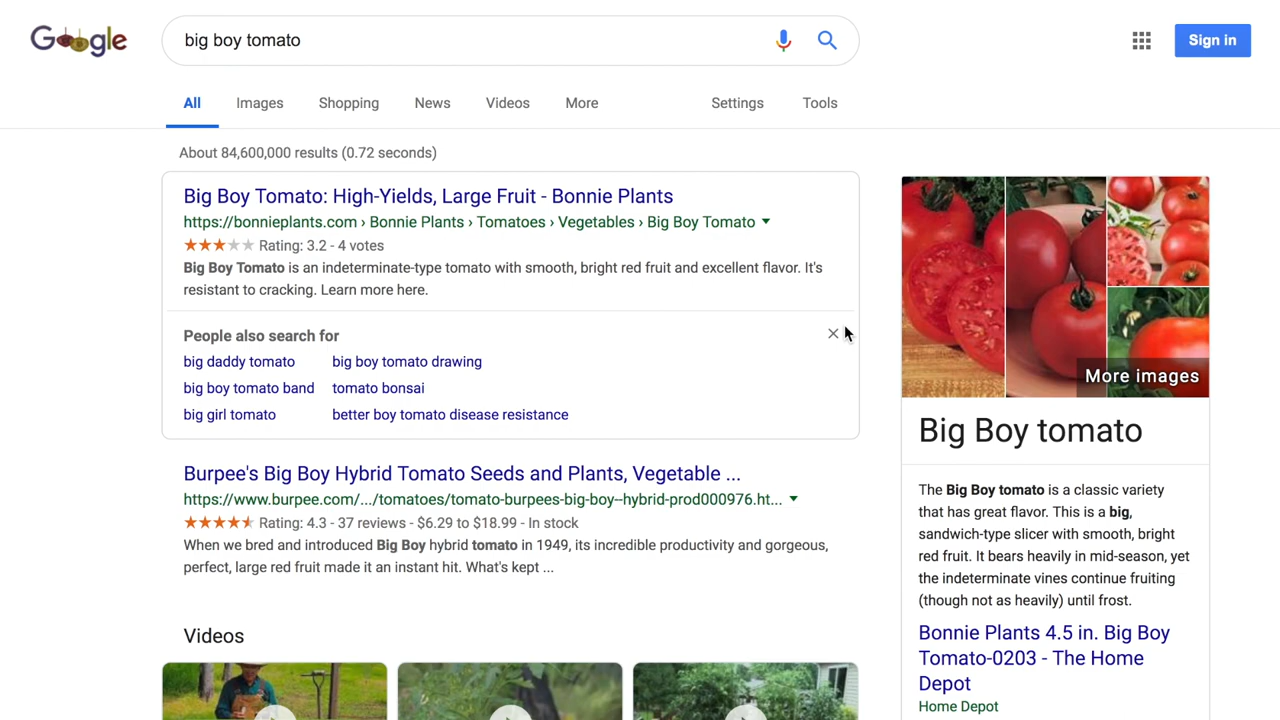 Google
big boy tomato
Sign in
All Images Shopping News Videos More Settings Tools
About 84,600,000 results (0.72 seconds)
Big Boy Tomato: High-Yields, Large Fruit - Bonnie Plants
https://bonnieplants.com › Bonnie Plants › Tomatoes › Vegetables › Big Boy Tomato
Rating: 3.2 - 4 votes
Big Boy Tomato is an indeterminate-type tomato with smooth, bright red fruit and excellent flavor. It's
resistant to cracking. Learn more here.
People also search for
big daddy tomato big boy tomato drawing
big boy tomato band tomato bonsai
big girl tomato better boy tomato disease resistance
Burpee's Big Boy Hybrid Tomato Seeds and Plants, Vegetable ...
https://www.burpee.com/.../tomatoes/tomato-burpees-big-boy--hybrid-prod000976.ht...
Rating: 4.3 - 37 reviews - $6.29 to $18.99 - In stock
When we bred and introduced Big Boy hybrid tomato in 1949, its incredible productivity and gorgeous,
perfect, large red fruit made it an instant hit. What's kept ...
Videos
More images
Big Boy tomato
The Big Boy tomato is a classic variety
that has great flavor. This is a big,
sandwich-type slicer with smooth, bright
red fruit. It bears heavily in mid-season, yet
the indeterminate vines continue fruiting
(though not as heavily) until frost.
Bonnie Plants 4.5 in. Big Boy
Tomato-0203 - The Home
Depot
Home Depot